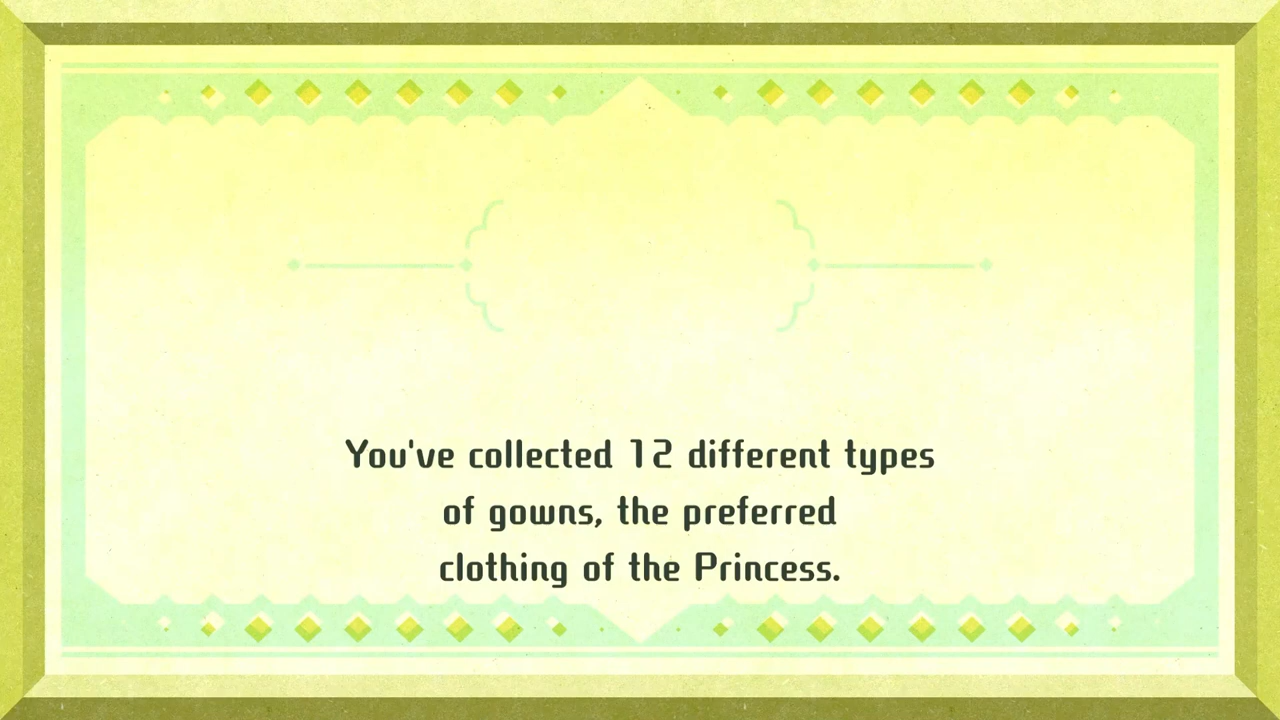 You've collected 12 different types
of gowns, the preferred
clothing of the Princess.